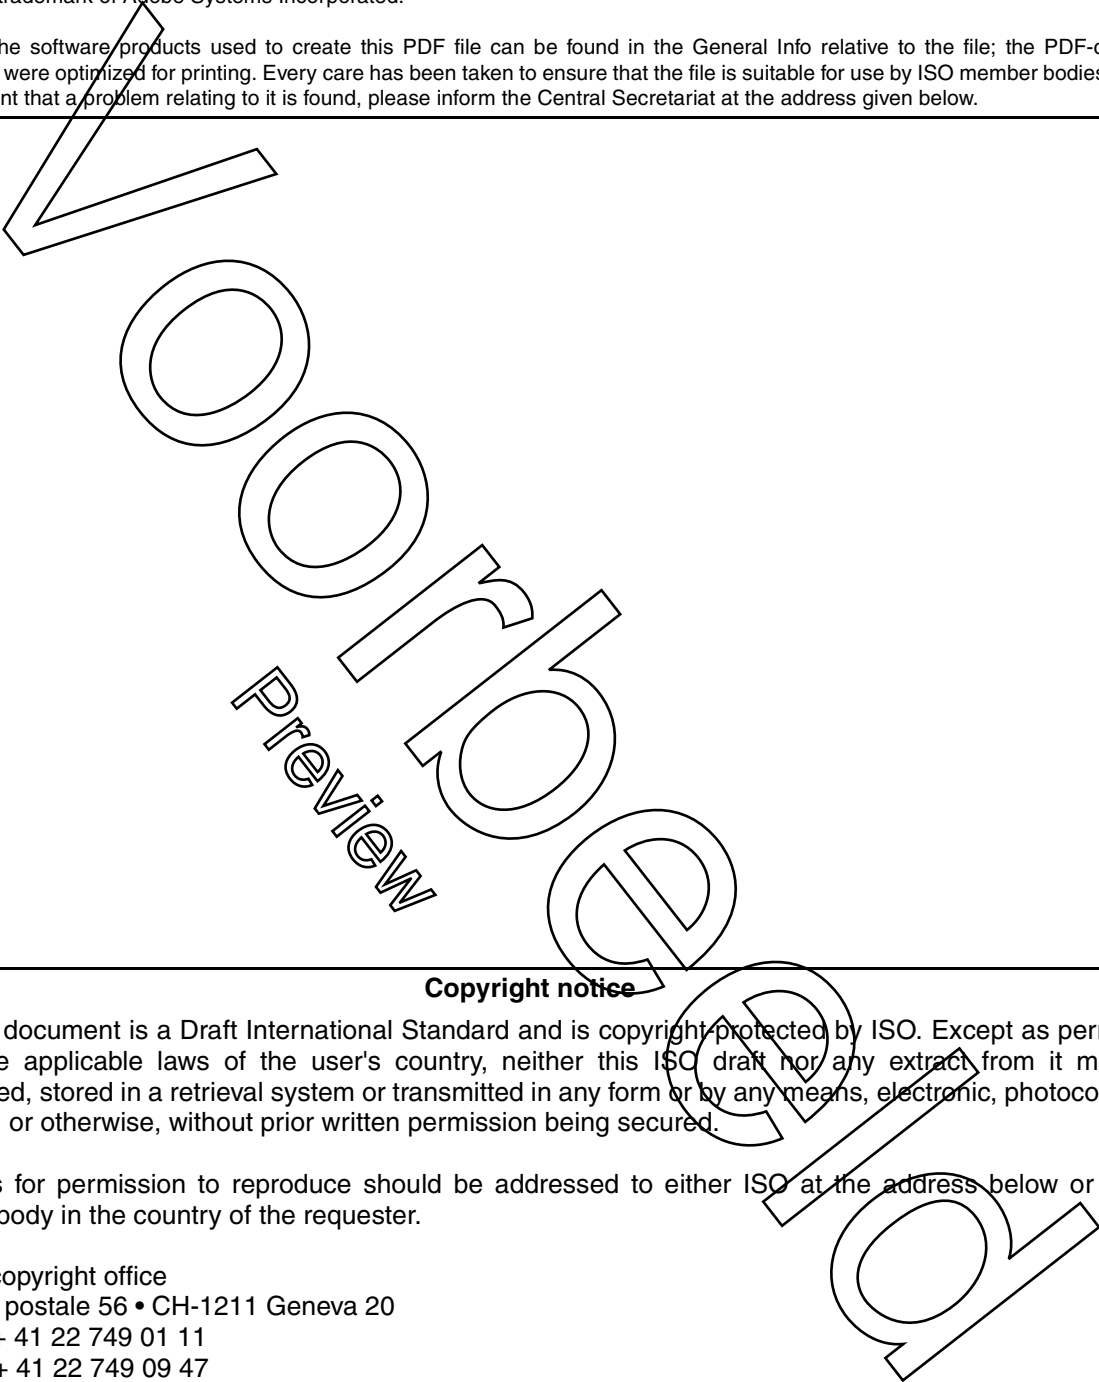 trademark of Adobe Systems Incorporated.
he software products used to create this PDF file can be found in the General Info relative to the file; the PDF-c
were optimized for printing. Every care has been taken to ensure that the file is suitable for use by ISO member bodies
nt that a problem relating to it is found, please inform the Central Secretariat at the address given below.
Voorbeeld
Preview
Copyright notice
document is a Draft International Standard and is copyright-protected by ISO. Except as perm
e applicable laws of the user's country, neither this ISO draft nor any extract from it m
ed, stored in a retrieval system or transmitted in any form or by any means, electronic, photoco
or otherwise, without prior written permission being secured.
s for permission to reproduce should be addressed to either ISO at the address below or
body in the country of the requester.
copyright office
postale 56 • CH-1211 Geneva 20
+ 41 22 749 01 11
+ 41 22 749 09 47